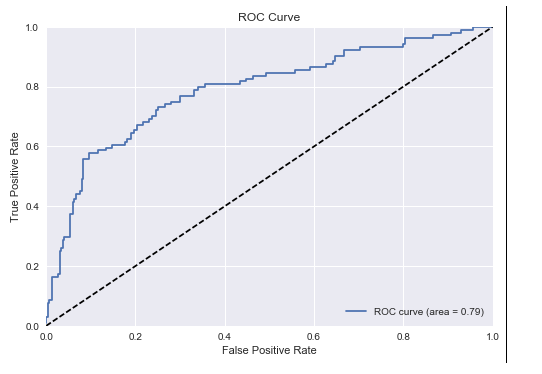 ROC Curve
1.0
0.8
0.6
0.4
0.2
0.0
True Positive Rate
ROC curve (area = 0.79)
0.0 0.2 0.4 0.6 0.8 1.0
False Positive Rate